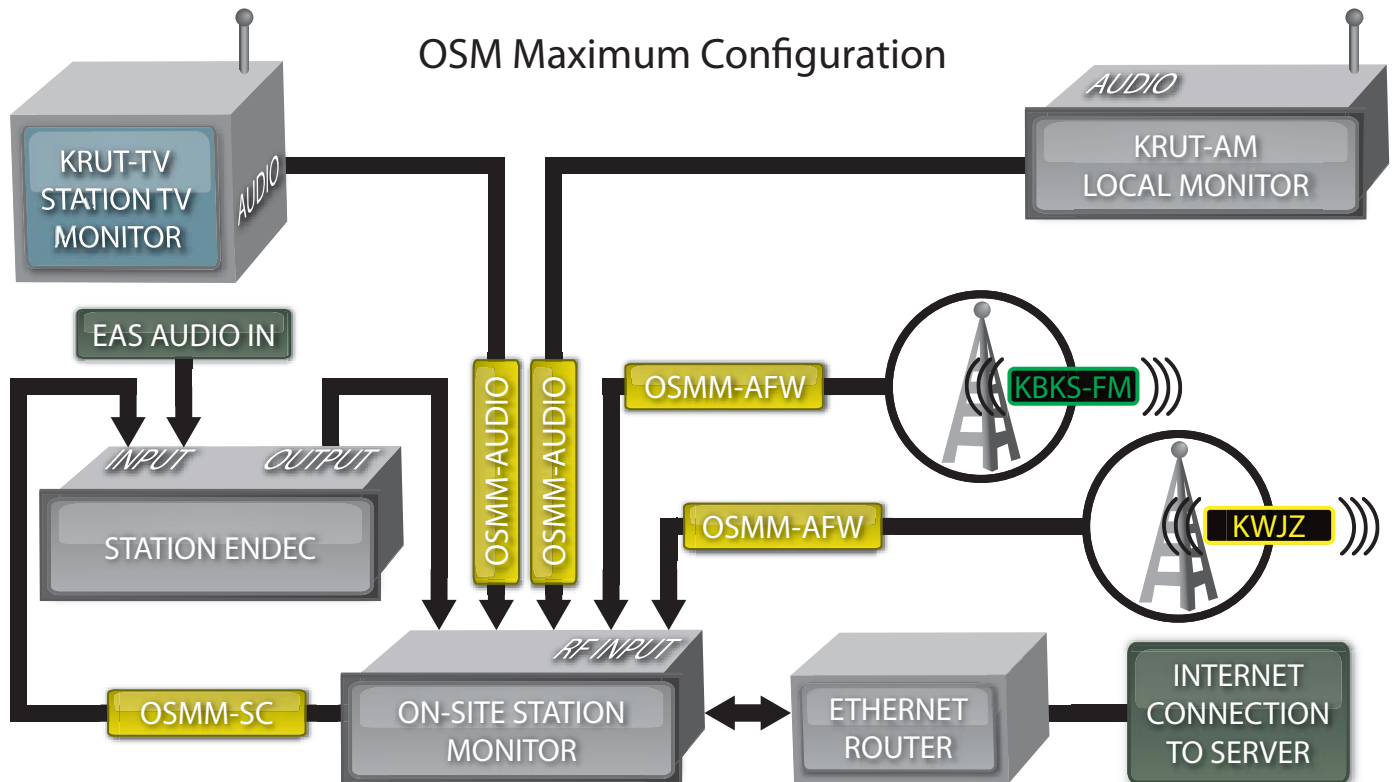 OSM Maximum Configuration
AUDIO
KRUT-TV
STATION TV
MONITOR
AUDIO
KRUT-AM
LOCAL MONITOR
EAS AUDIO IN
OSMM-AUDIO
OSMM-AUDIO
OSMM-AFW
KBKS-FM
INPUT
OUTPUT
STATION ENDEC
OSMM-AFW
KWJZ
RF INPUT
OSMM-SC
ON-SITE STATION
MONITOR
ETHERNET
ROUTER
INTERNET
CONNECTION
TO SERVER